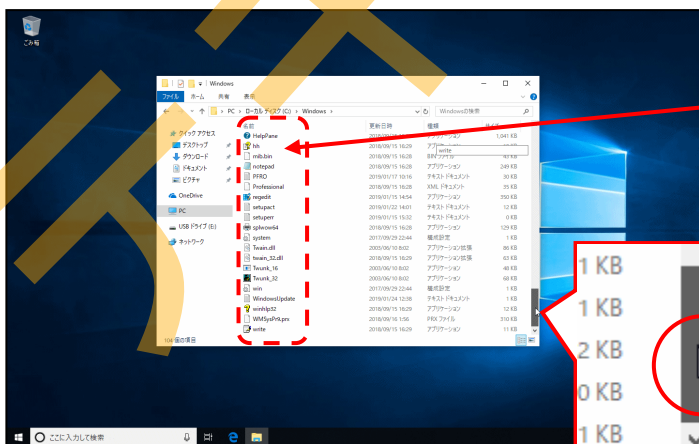 ごみ箱
Windows
ファイル ホーム 共有 表示
PC > ローカル ディスク (C:) > Windows >
Windowsの検索
名前 更新日時 種類
クイック アクセス
デスクトップ
ダウンロード
ドキュメント
ピクチャ
OneDrive
PC
USB ドライブ (E:)
ネットワーク
HelpPane 1,041 KB
hh 2018/09/15 16:29
write
mib.bin 2018/09/15 16:28 BIN ファイル 43 KB
notepad 2018/09/15 16:28 アプリケーション 249 KB
PFRO 2019/01/17 10:16 テキスト ドキュメント 30 KB
Professional 2018/09/15 16:28 XML ドキュメント 35 KB
regedit 2019/01/15 14:54 アプリケーション 350 KB
setupact 2019/01/22 14:01 テキスト ドキュメント 1 KB
setuperr 2019/01/15 15:32 テキスト ドキュメント 0 KB
splwow64 2018/09/15 16:28 アプリケーション 129 KB
system 2017/09/29 22:44 構成設定 1 KB
Twain.dll 2003/06/10 8:02 アプリケーション拡張 86 KB
twain_32.dll 2018/09/15 16:29 アプリケーション拡張 63 KB
Twunk_16 2003/06/10 8:02 アプリケーション 48 KB
Twunk_32 2003/06/10 8:02 アプリケーション 68 KB
win 2017/09/29 22:44 構成設定 1 KB
WindowsUpdate 2019/01/24 12:38 テキスト ドキュメント 1 KB
winhlp32 2018/09/15 16:29 アプリケーション 12 KB
WMSysPr9.prx 2018/09/16 1:56 PRX ファイル 310 KB
write 2018/09/15 16:29 アプリケーション 11 KB
104 個の項目
1 KB
1 KB
2 KB
0 KB
1 KB
ここに入力して検索